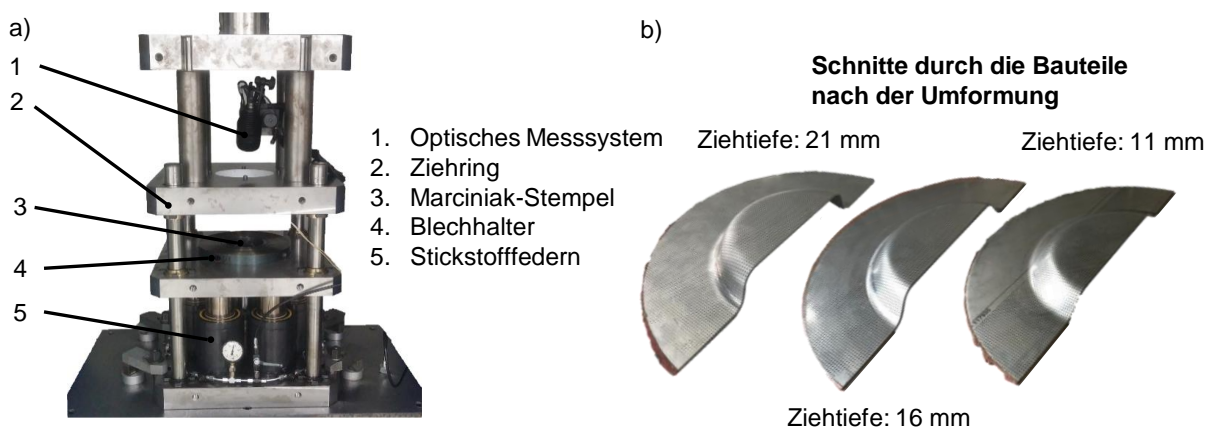 a)
1
2
3
4
5
1. Optisches Messsystem
2. Ziehring
3. Marciniak-Stempel
4. Blechhalter
5. Stickstofffedern
b)
Schnitte durch die Bauteile
nach der Umformung
Ziehtiefe: 21 mm
Ziehtiefe: 11 mm
Ziehtiefe: 16 mm